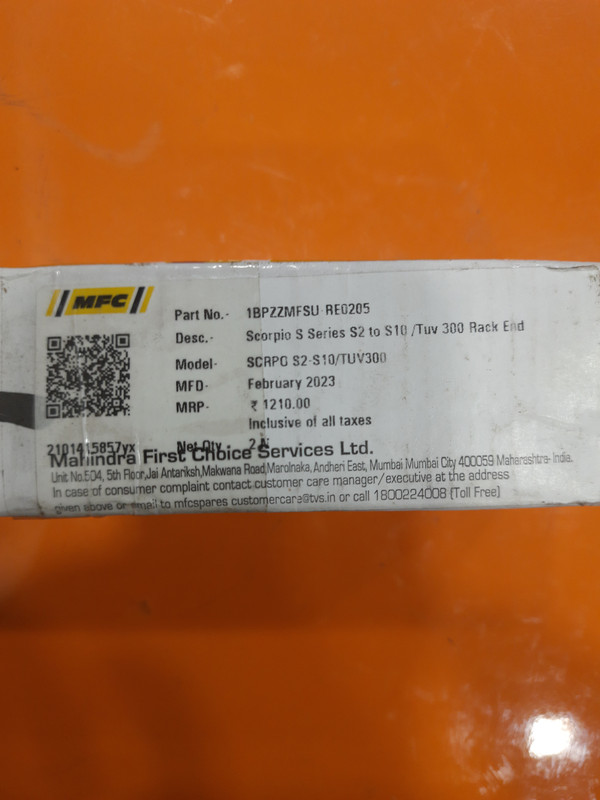 MFC
Part No.- 1BPZZMFSU-RE0205
Desc.- Scorpio S Series S2 to S10 /Tuv 300 Rack End
Model- SCRPO S2-S10/TUV300
MFD- February 2023
MRP- ₹ 1210.00
Inclusive of all taxes
2101415857yx Net Qty. 2 N
Mahindra First Choice Services Ltd.
Unit No.504, 5th Floor,Jai Antariksh,Makwana Road,Marolnaka, Andheri East, Mumbai Mumbai City 400059 Maharashtra- India.
In case of consumer complaint contact customer care manager/executive at the address
given above or email to mfcspares customercare@tvs.in or call 1800224008 (Toll Free)